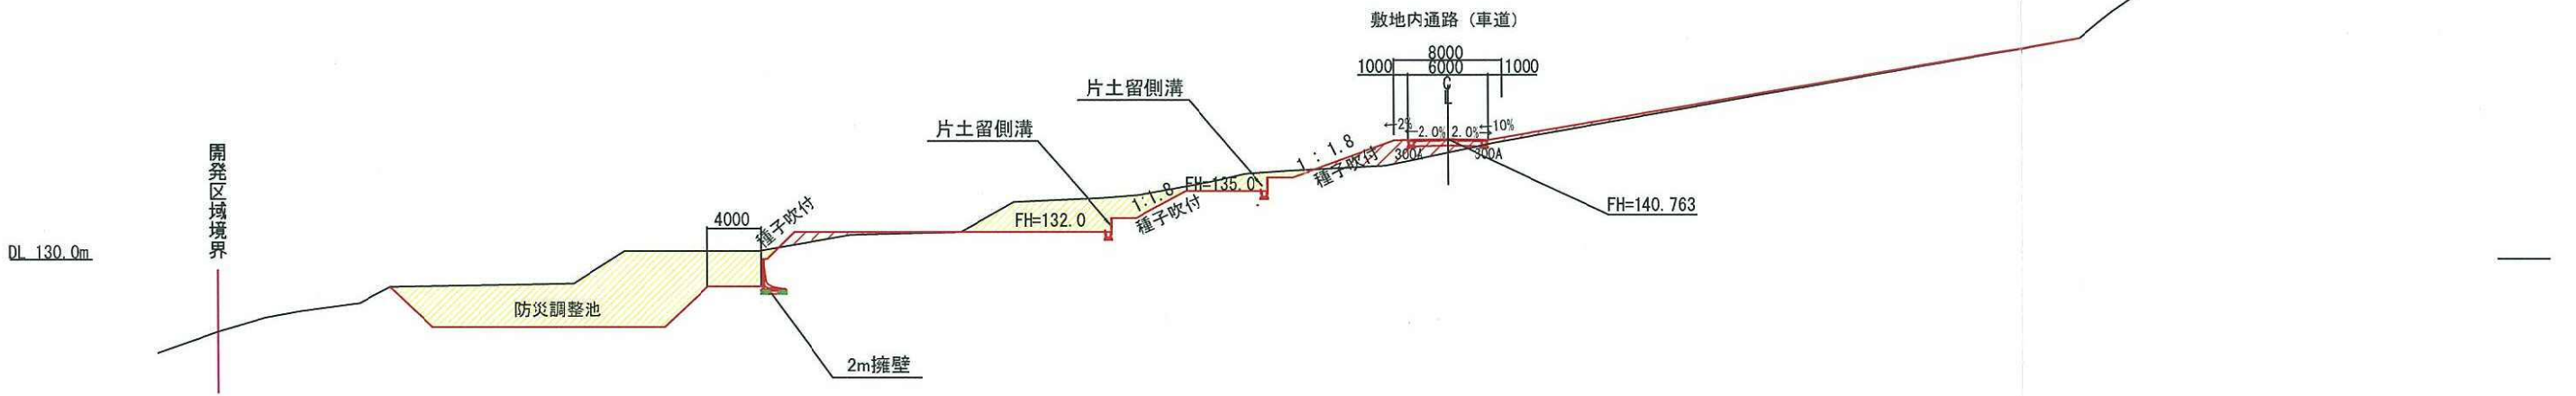 敷地内通路（車道）
8000
1000 6000 1000
C
L
片土留側溝
片土留側溝
←2% ←2.0% 2.0%→ ←10%
300A 300A
1：1.8
種子吹付
FH=135.0
1:1.8
種子吹付
FH=140.763
開発区域境界
4000
種子吹付
FH=132.0
DL 130.0m
防災調整池
2m擁壁